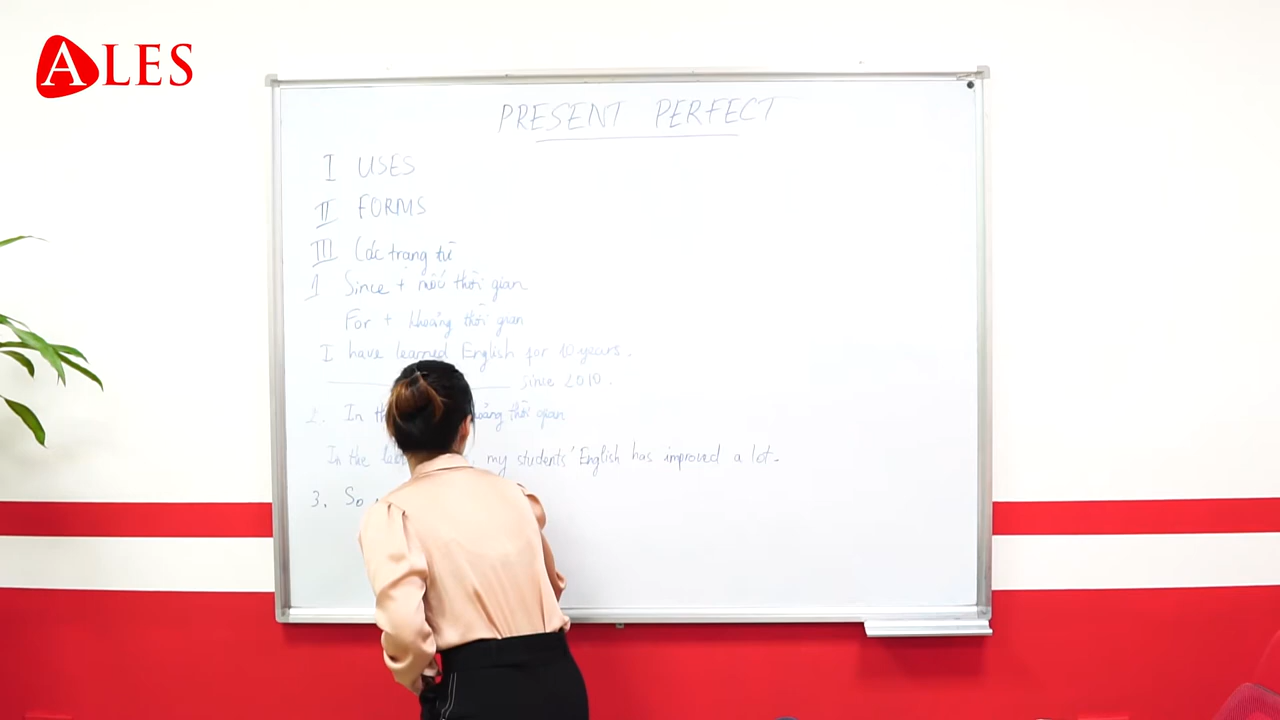 ALES
PRESENT PERFECT
I USES
II FORMS
III Các trạng từ
1 Since + mốc thời gian
For + khoảng thời gian
I have learned English for 10 years.
since 2010.
2. In thời gian
In the my students' English has improved a lot.
3. So